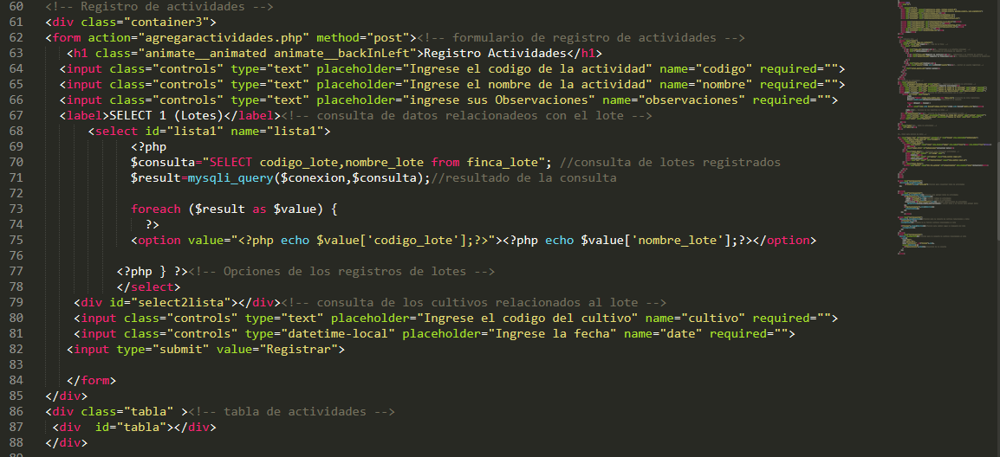 60 <!-- Registro de actividades -->
61 <div class="container3">
62 <form action="agregaractividades.php" method="post"><!-- formulario de registro de actividades -->
63 <h1 class="animate__animated animate__backInLeft">Registro Actividades</h1>
64 <input class="controls" type="text" placeholder="Ingrese el codigo de la actividad" name="codigo" required="">
65 <input class="controls" type="text" placeholder="Ingrese el nombre de la actividad" name="nombre" required="">
66 <input class="controls" type="text" placeholder="ingrese sus Observaciones" name="observaciones" required="">
67 <label>SELECT 1 (Lotes)</label><!-- consulta de datos relacionadeos con el lote -->
68 <select id="lista1" name="lista1">
69 <?php
70 $consulta="SELECT codigo_lote,nombre_lote from finca_lote"; //consulta de lotes registrados
71 $result=mysqli_query($conexion,$consulta);//resultado de la consulta
72
73 foreach ($result as $value) {
74 ?>
75 <option value="<?php echo $value['codigo_lote'];?>"><?php echo $value['nombre_lote'];?></option>
76
77 <?php } ?><!-- Opciones de los registros de lotes -->
78 </select>
79 <div id="select2lista"></div><!-- consulta de los cultivos relacionados al lote -->
80 <input class="controls" type="text" placeholder="Ingrese el codigo del cultivo" name="cultivo" required="">
81 <input class="controls" type="datetime-local" placeholder="Ingrese la fecha" name="date" required="">
82 <input type="submit" value="Registrar">
83
84 </form>
85 </div>
86 <div class="tabla" ><!-- tabla de actividades -->
87 <div  id="tabla"></div>
88 </div>